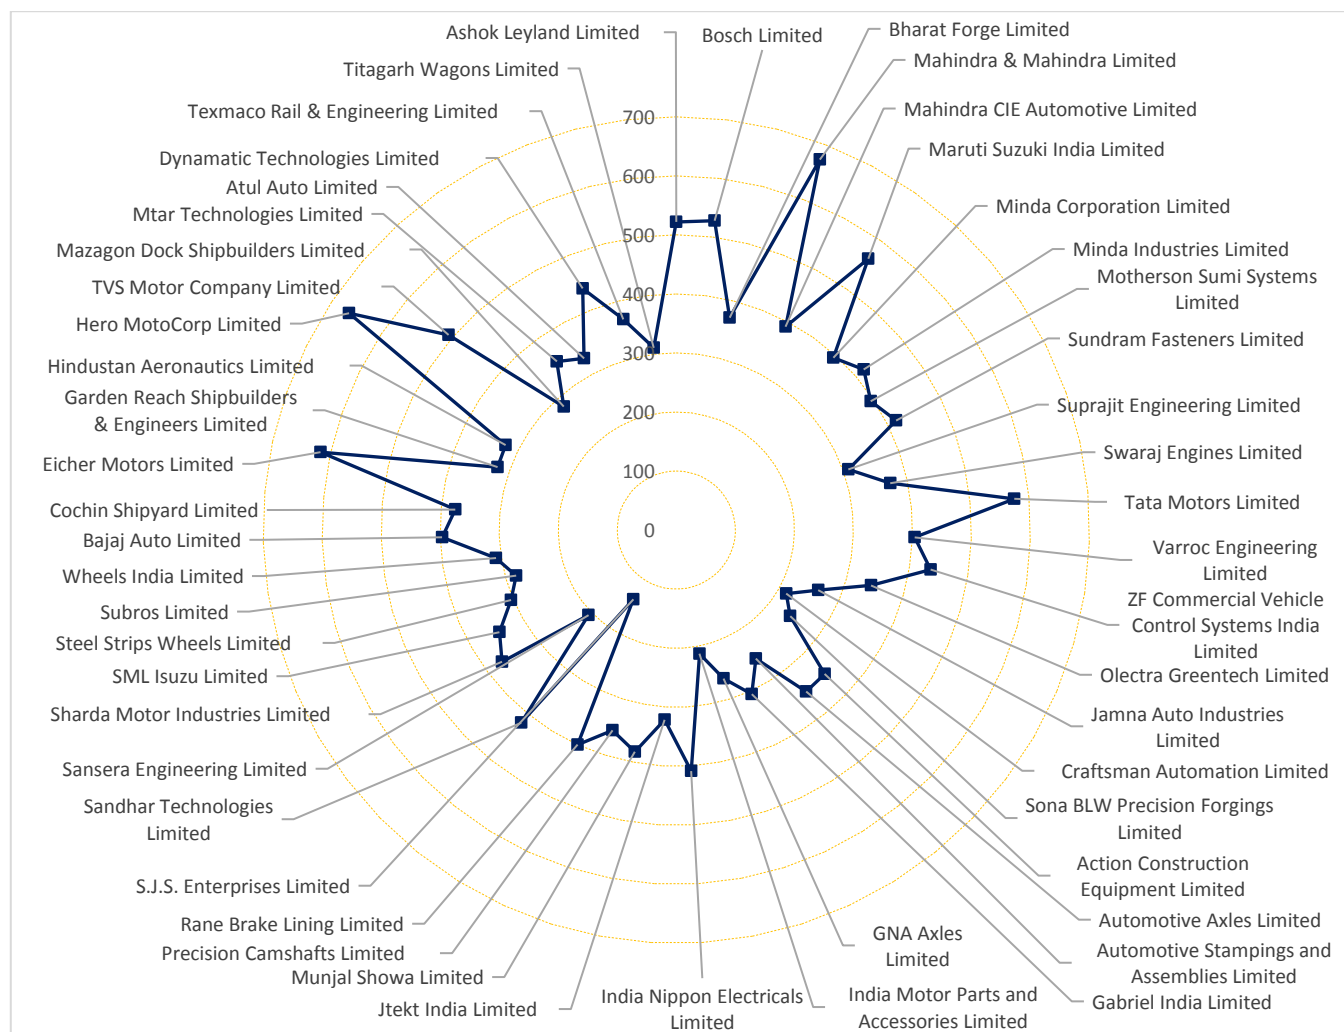 Ashok Leyland Limited
Bosch Limited
Bharat Forge Limited
Mahindra & Mahindra Limited
Mahindra CIE Automotive Limited
Maruti Suzuki India Limited
Minda Corporation Limited
Minda Industries Limited
Motherson Sumi Systems
Limited
Sundram Fasteners Limited
Suprajit Engineering Limited
Swaraj Engines Limited
Tata Motors Limited
Varroc Engineering
Limited
ZF Commercial Vehicle
Control Systems India
Limited
Olectra Greentech Limited
Jamna Auto Industries
Limited
Craftsman Automation Limited
Sona BLW Precision Forgings
Limited
Action Construction
Equipment Limited
Automotive Axles Limited
Automotive Stampings and
Assemblies Limited
Gabriel India Limited
GNA Axles
Limited
India Motor Parts and
Accessories Limited
India Nippon Electricals
Limited
Jtekt India Limited
Munjal Showa Limited
Precision Camshafts Limited
Rane Brake Lining Limited
S.J.S. Enterprises Limited
Sandhar Technologies
Limited
Sansera Engineering Limited
Sharda Motor Industries Limited
SML Isuzu Limited
Steel Strips Wheels Limited
Subros Limited
Wheels India Limited
Bajaj Auto Limited
Cochin Shipyard Limited
Eicher Motors Limited
Garden Reach Shipbuilders
& Engineers Limited
Hindustan Aeronautics Limited
Hero MotoCorp Limited
TVS Motor Company Limited
Mazagon Dock Shipbuilders Limited
Mtar Technologies Limited
Atul Auto Limited
Dynamatic Technologies Limited
Texmaco Rail & Engineering Limited
Titagarh Wagons Limited
700
600
500
400
300
200
100
0